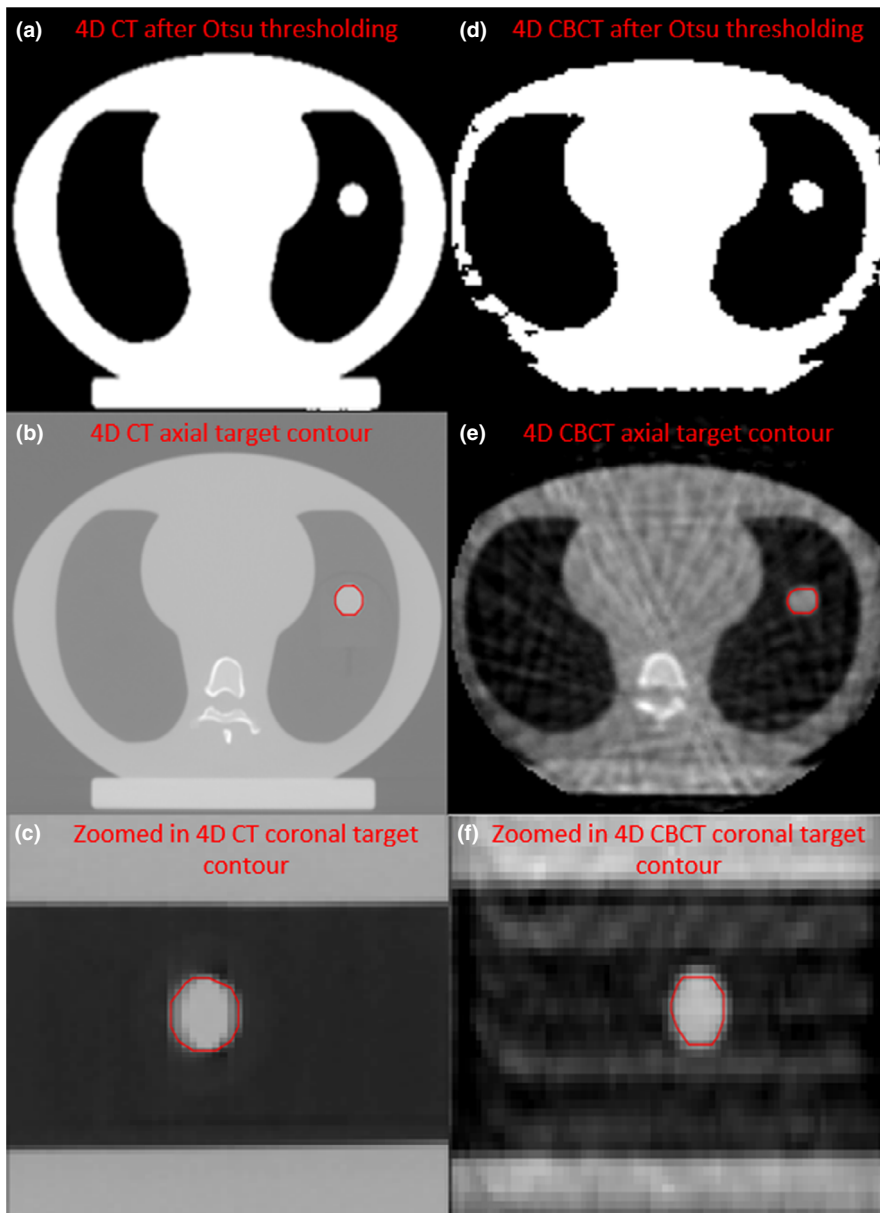 (a) 4D CT after Otsu thresholding
(d) 4D CBCT after Otsu thresholding
(b) 4D CT axial target contour
(e) 4D CBCT axial target contour
(c) Zoomed in 4D CT coronal target
contour
(f) Zoomed in 4D CBCT coronal target
contour